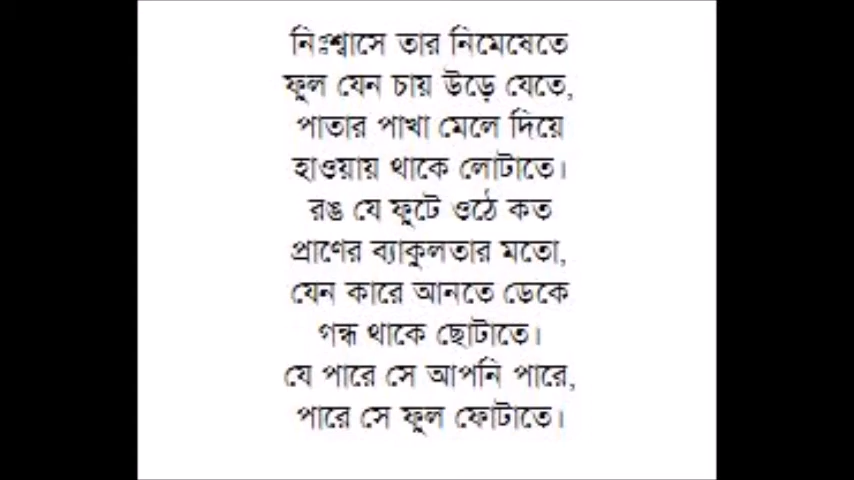 নিঃশ্বাসে তার নিমেষেতে
ফুল যেন চায় উড়ে যেতে,
পাতার পাখা মেলে দিয়ে
হাওয়ায় থাকে লোটাতে।
রঙ যে ফুটে ওঠে কত
প্রাণের ব্যাকুলতার মতো,
যেন কারে আনতে ডেকে
গন্ধ থাকে ছোটাতে।
যে পারে সে আপনি পারে,
পারে সে ফুল ফোটাতে।